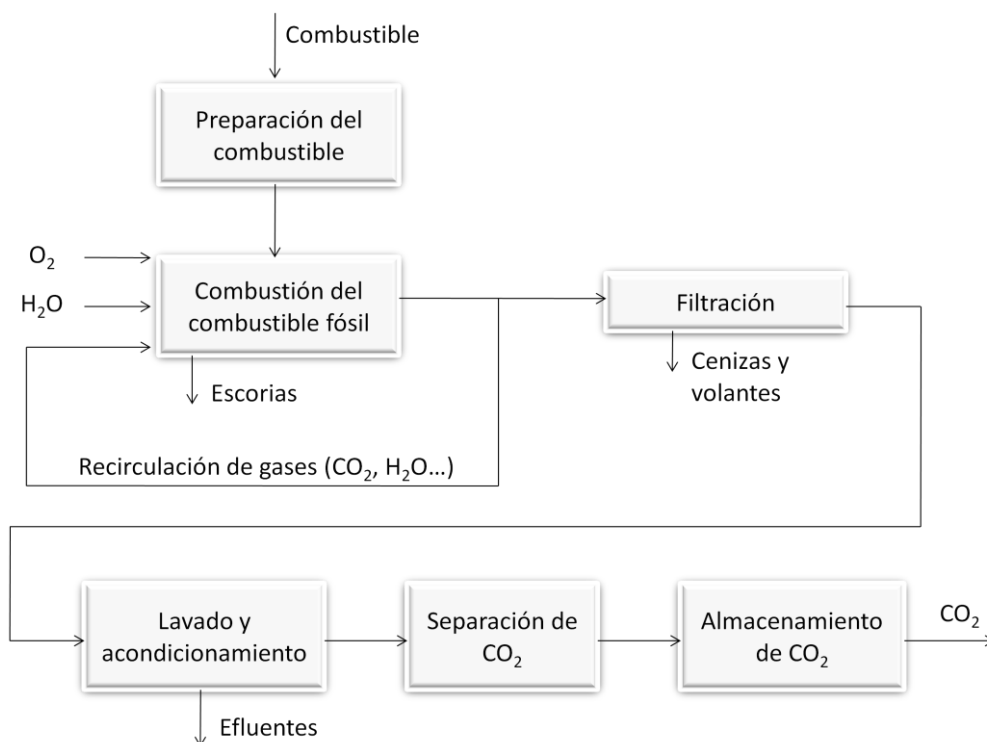 Combustible
Preparación del
combustible
O₂
H₂O
Combustión del
combustible fósil
Filtración
Escorias
Cenizas y
volantes
Recirculación de gases (CO₂, H₂O...)
Lavado y
acondicionamiento
Separación de
CO₂
Almacenamiento
de CO₂
CO₂
Efluentes